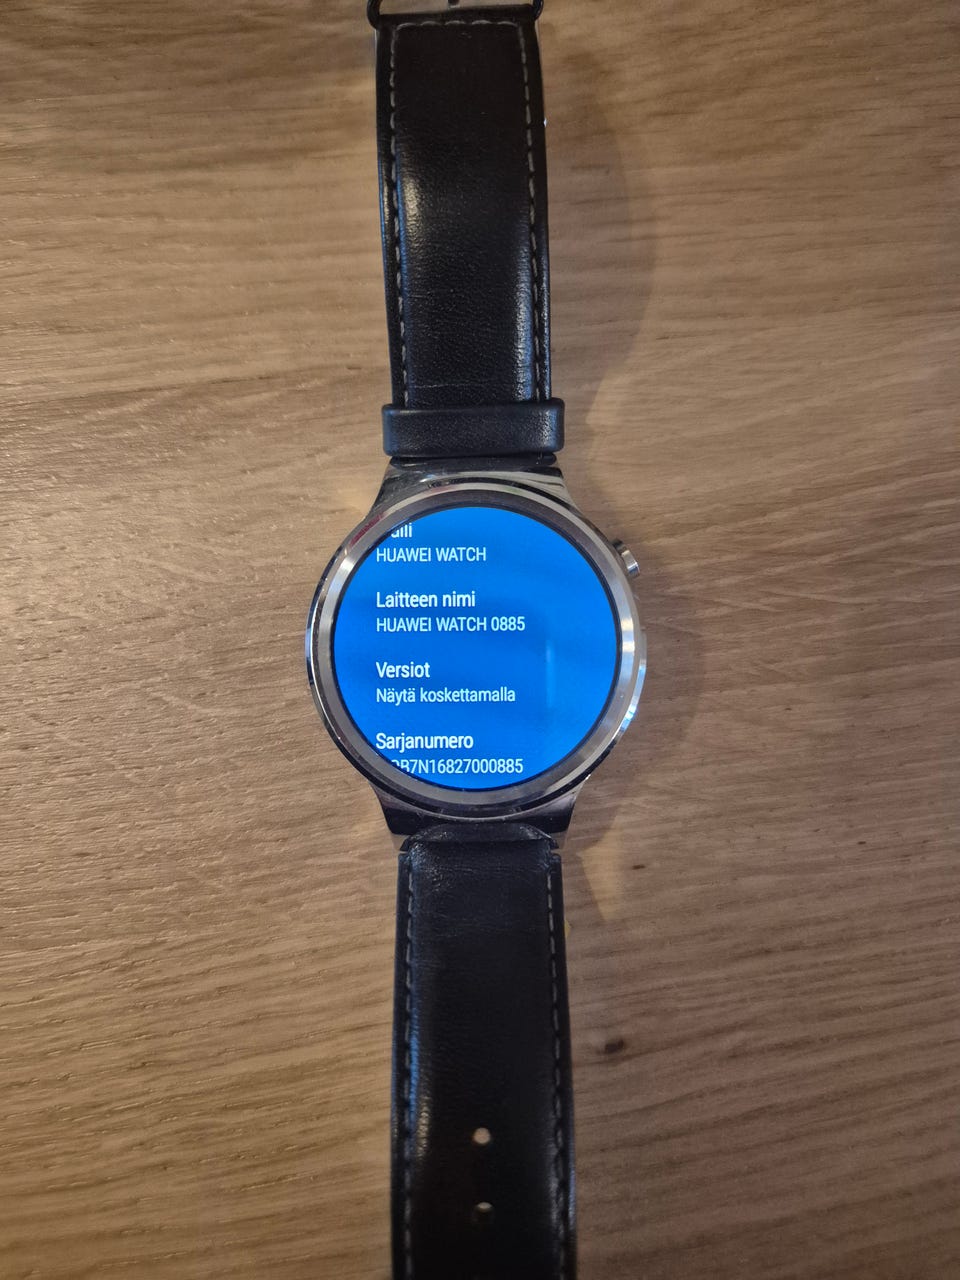 HUAWEI WATCH
Laitteen nimi
HUAWEI WATCH 0885
Versiot
Näytä koskettamalla
Sarjanumero